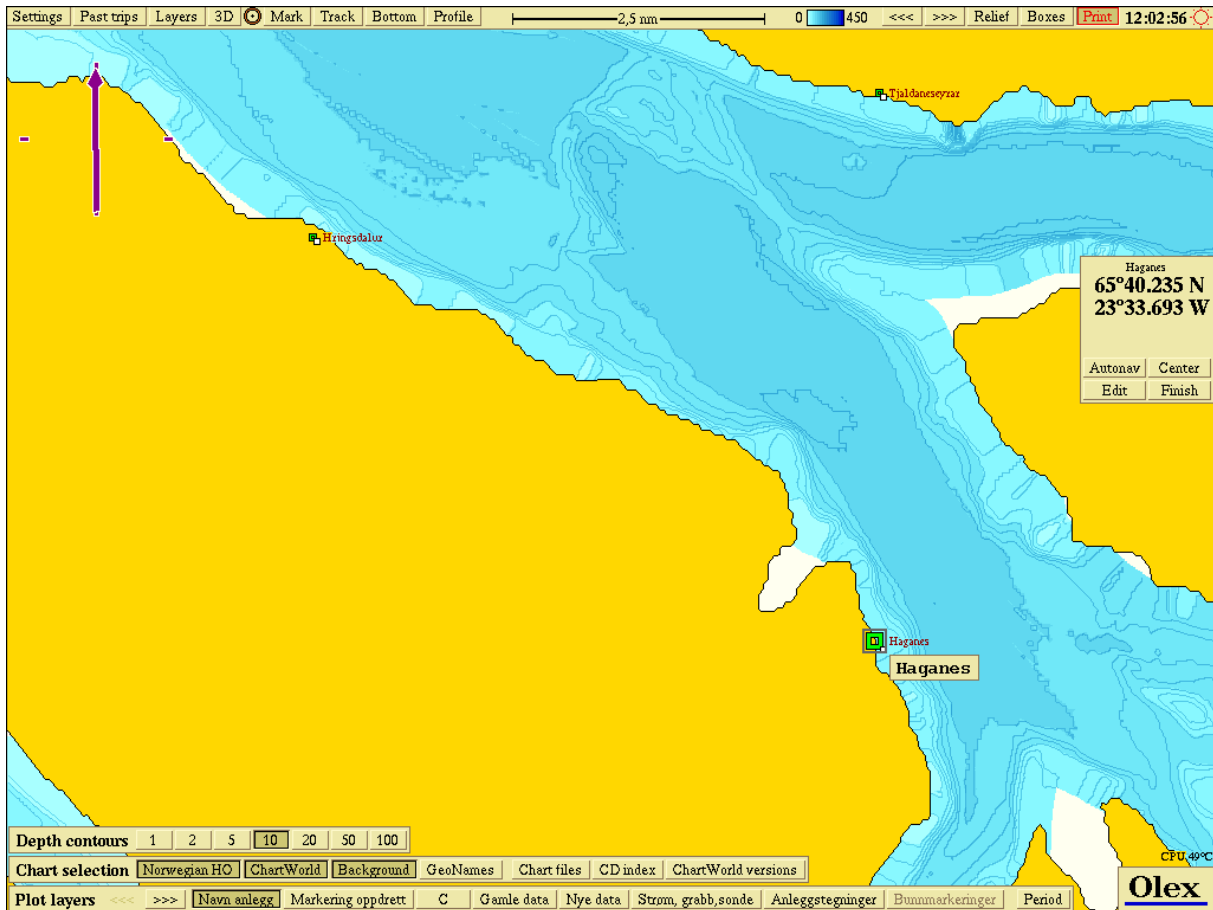 Settings Past trips Layers 3D Mark Track Bottom Profile 2,5 nm 0 450 <<< >>> Relief Boxes Print 12:02:56
Tjaldaneseyrar
Hringsdalur
Haganes
65°40.235 N
23°33.693 W
Autonav Center
Edit Finish
Haganes
Haganes
Depth contours 1 2 5 10 20 50 100
CPU 49°C
Chart selection Norwegian HO ChartWorld Background GeoNames Chart files CD index ChartWorld versions
Olex
Plot layers <<< >>> Navn anlegg Markering oppdrett C Gamle data Nye data Strøm, grabb,sonde Anleggstegninger Bunnmarkeringer Period